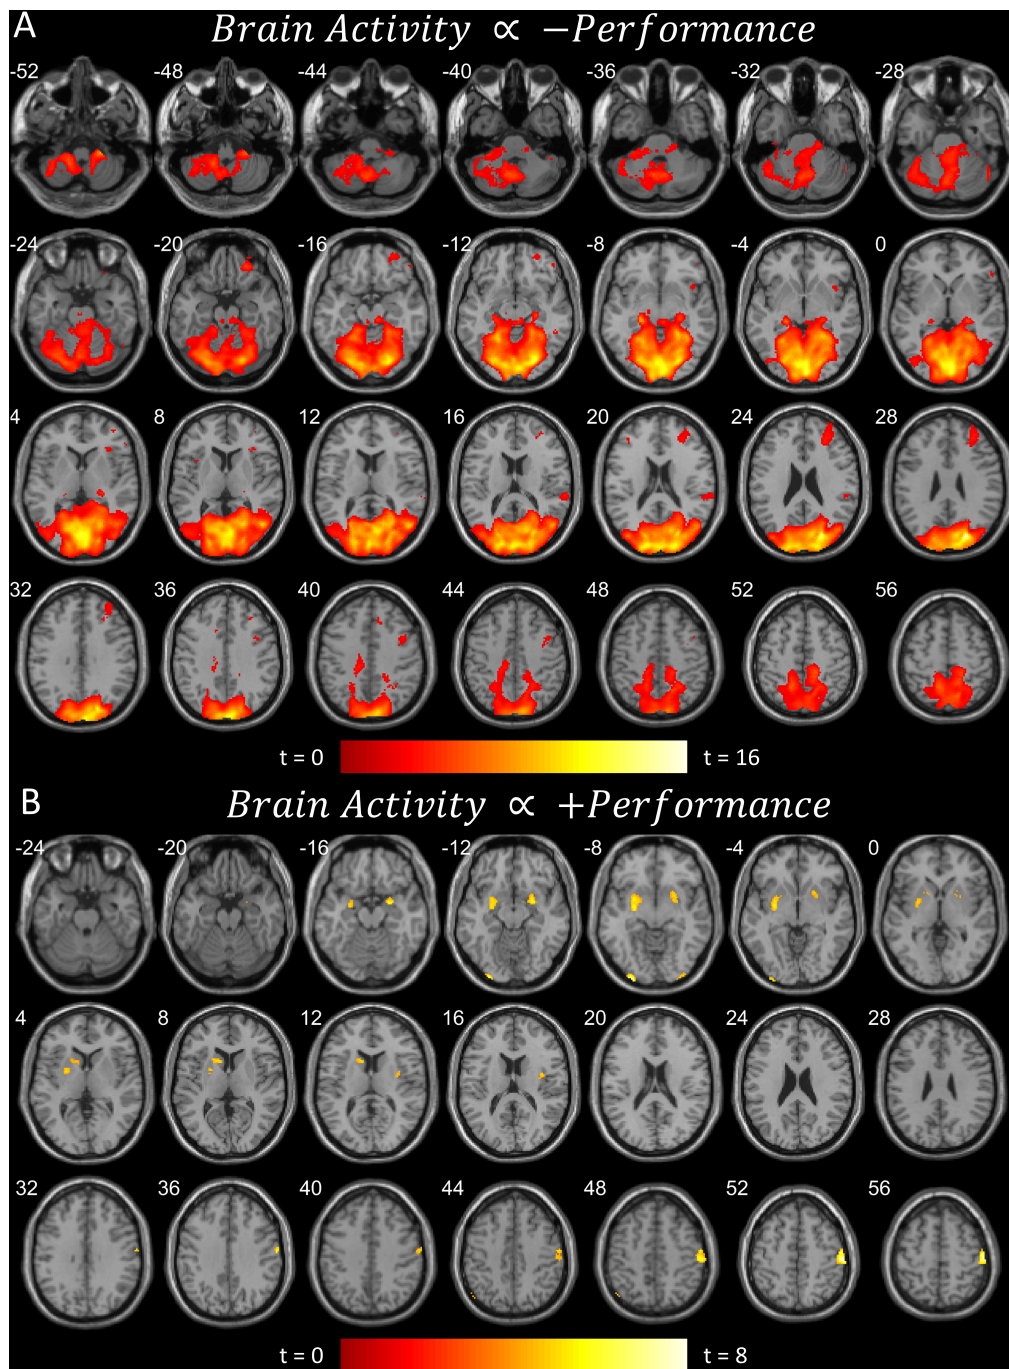 A Brain Activity ∝ −Performance
-52 -48 -44 -40 -36 -32 -28
-24 -20 -16 -12 -8 -4 0
4 8 12 16 20 24 28
32 36 40 44 48 52 56
t = 0 t = 16
B Brain Activity ∝ +Performance
-24 -20 -16 -12 -8 -4 0
4 8 12 16 20 24 28
32 36 40 44 48 52 56
t = 0 t = 8